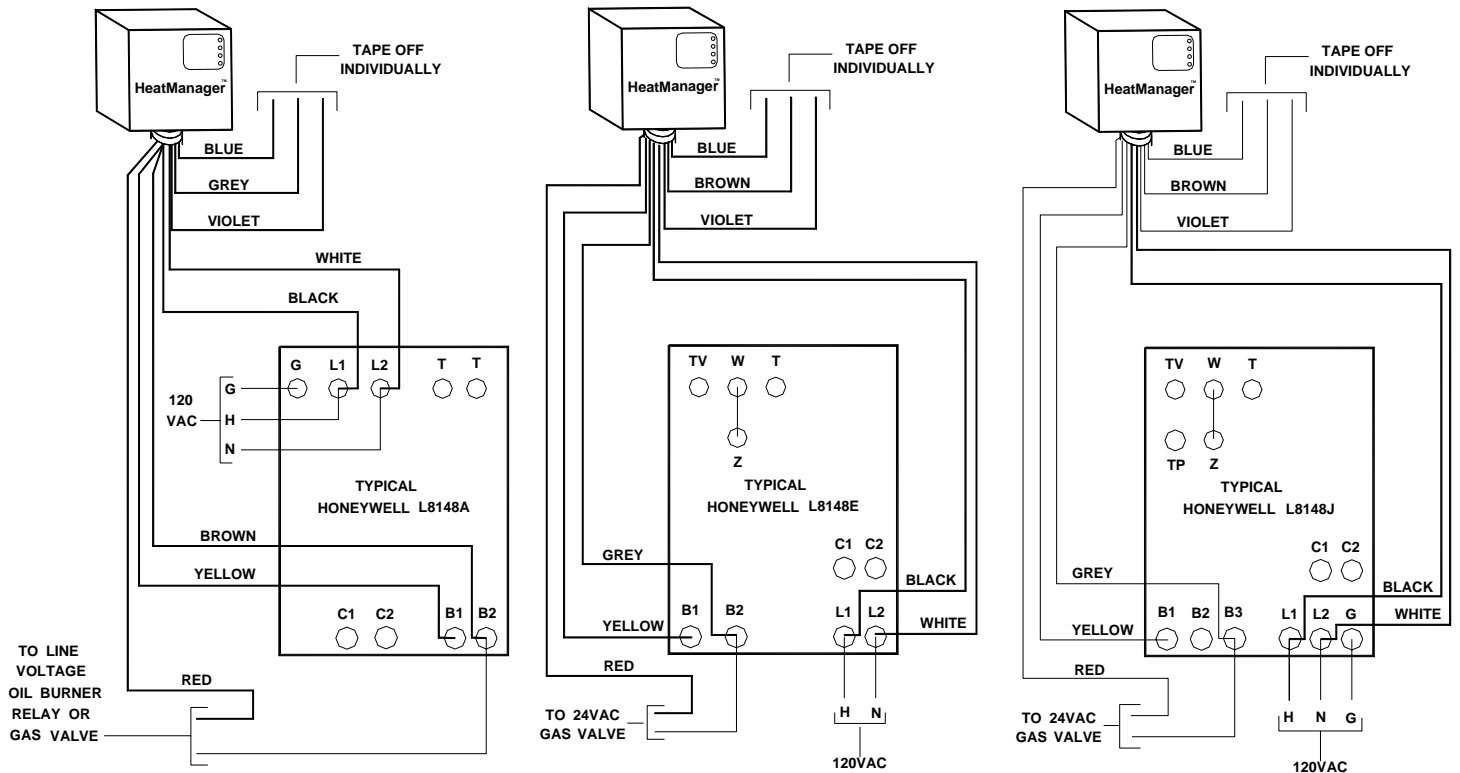 TAPE OFF
INDIVIDUALLY
HeatManager™
BLUE
GREY
VIOLET
WHITE
BLACK
G L1 L2 T T
120
VAC
G
H
N
TYPICAL
HONEYWELL L8148A
BROWN
YELLOW
C1 C2 B1 B2
TO LINE
VOLTAGE
OIL BURNER
RELAY OR
GAS VALVE
RED
TAPE OFF
INDIVIDUALLY
HeatManager™
BLUE
BROWN
VIOLET
TV W T
Z
TYPICAL
HONEYWELL L8148E
C1 C2
GREY
BLACK
B1 B2 L1 L2
YELLOW
WHITE
RED
TO 24VAC
GAS VALVE
H N
120VAC
TAPE OFF
INDIVIDUALLY
HeatManager™
BLUE
BROWN
VIOLET
TV W T
TP Z
TYPICAL
HONEYWELL L8148J
C1 C2
GREY
BLACK
B1 B2 B3 L1 L2 G
YELLOW
WHITE
RED
TO 24VAC
GAS VALVE
H N G
120VAC